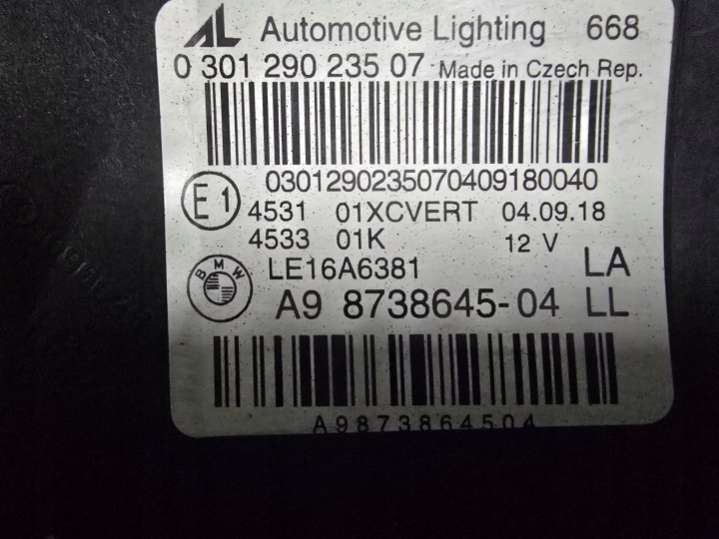 AL Automotive Lighting 668
0 301 290 235 07 Made in Czech Rep.
0301290235070409180040
E1 4531 01XCVERT 04.09.18
4533 01K 12 V
BMW LE16A6381 LA
A9 8738645-04 LL
A9873864504